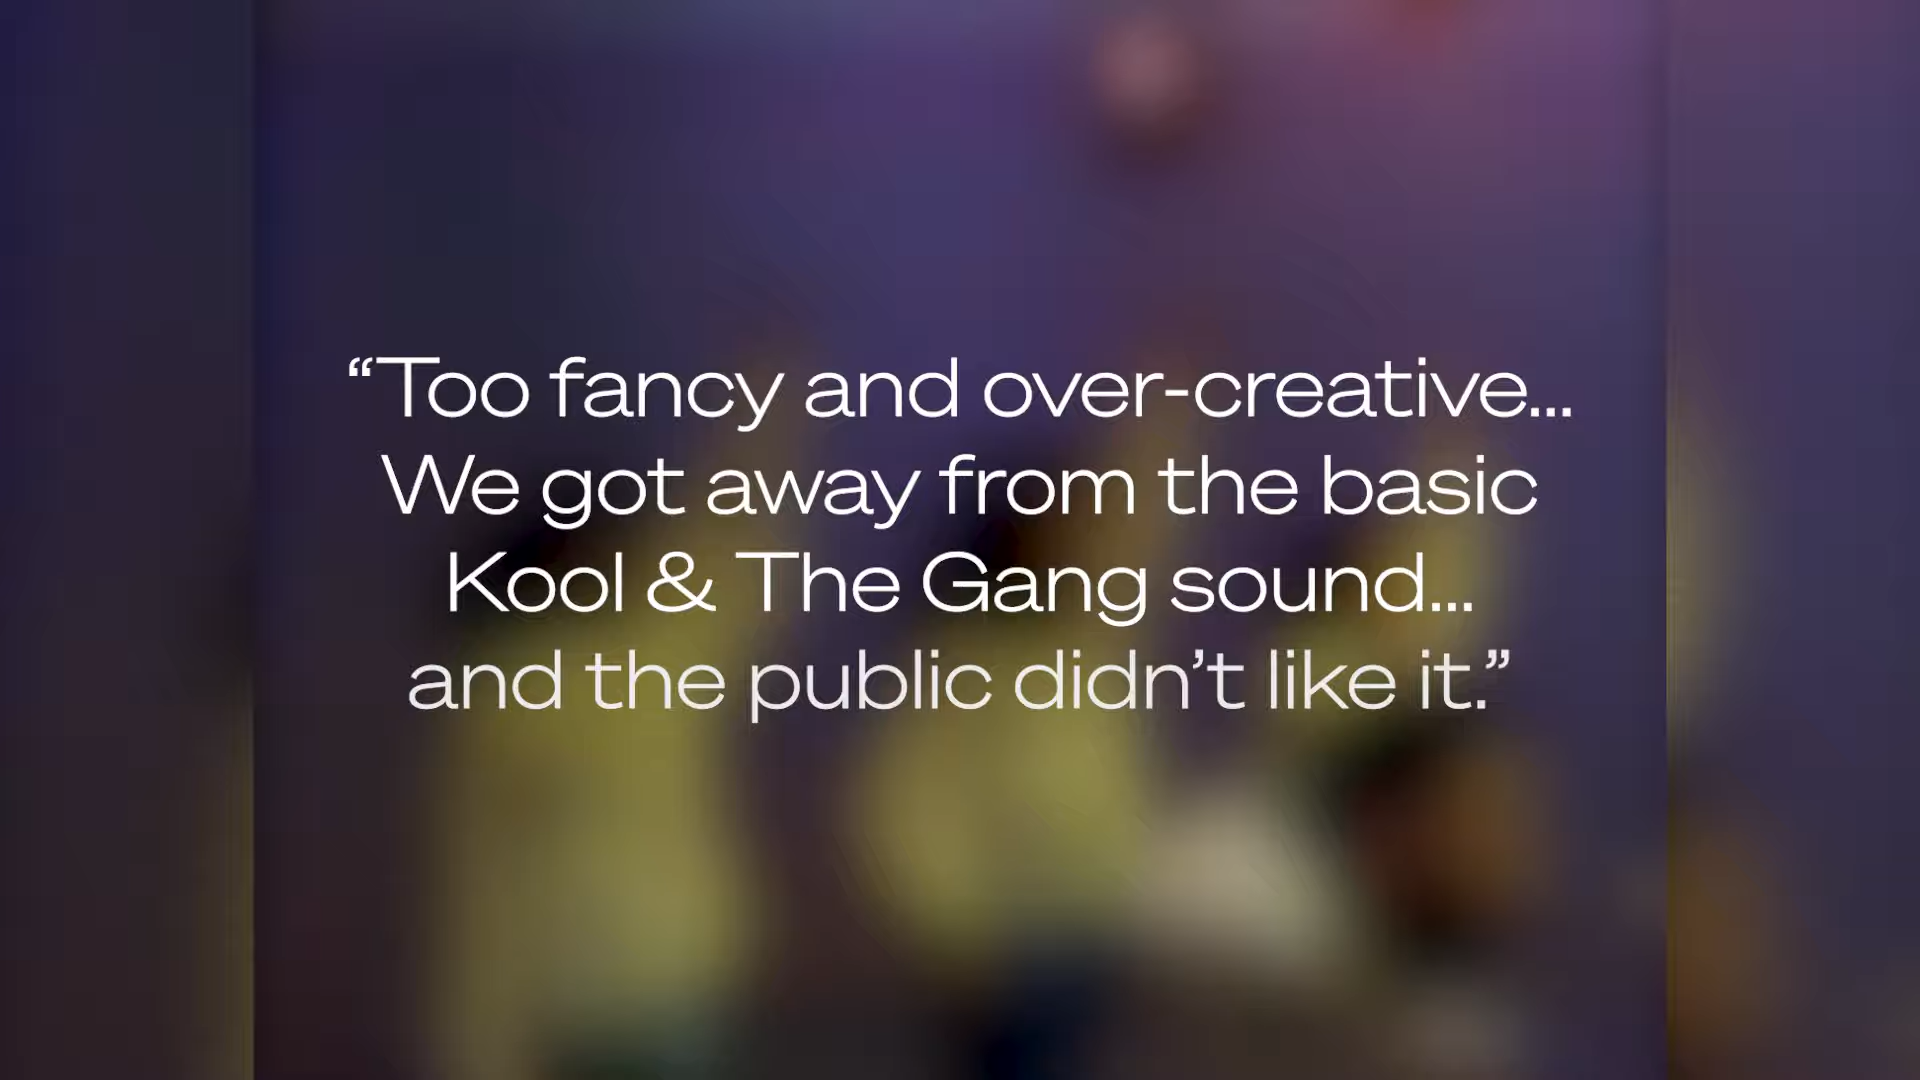 “Too fancy and over-creative...
We got away from the basic
Kool & The Gang sound...
and the public didn’t like it.”